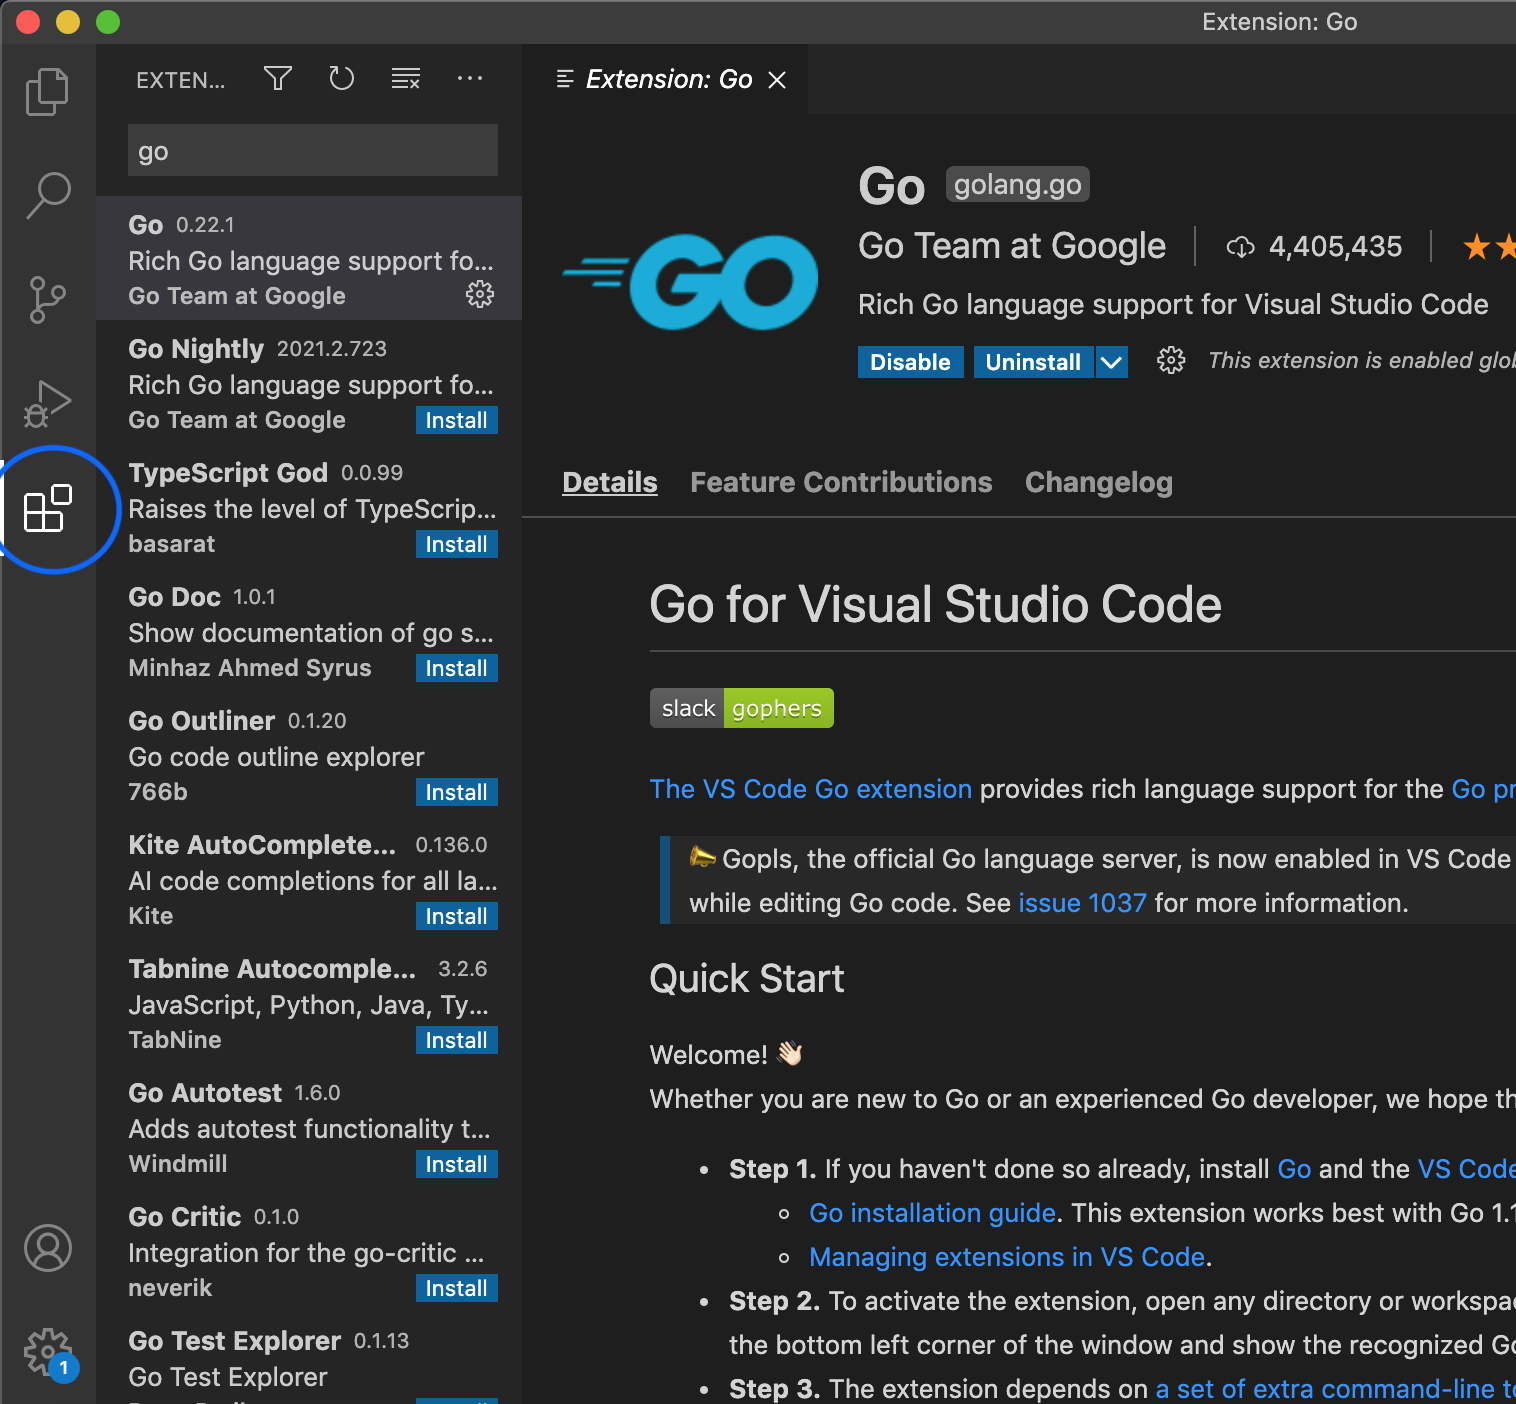 Extension: Go
EXTEN...
Extension: Go
go
Go 0.22.1
Rich Go language support fo...
Go Team at Google
Go Nightly 2021.2.723
Rich Go language support fo...
Go Team at Google Install
TypeScript God 0.0.99
Raises the level of TypeScrip...
basarat Install
Go Doc 1.0.1
Show documentation of go s...
Minhaz Ahmed Syrus Install
Go Outliner 0.1.20
Go code outline explorer
766b Install
Kite AutoComplete... 0.136.0
AI code completions for all la...
Kite Install
Tabnine Autocomple... 3.2.6
JavaScript, Python, Java, Ty...
TabNine Install
Go Autotest 1.6.0
Adds autotest functionality t...
Windmill Install
Go Critic 0.1.0
Integration for the go-critic ...
neverik Install
Go Test Explorer 0.1.13
Go Test Explorer
1
GO
Go golang.go
Go Team at Google 4,405,435
Rich Go language support for Visual Studio Code
Disable Uninstall This extension is enabled glob
Details Feature Contributions Changelog
Go for Visual Studio Code
slack gophers
The VS Code Go extension provides rich language support for the Go pr
Gopls, the official Go language server, is now enabled in VS Code
while editing Go code. See issue 1037 for more information.
Quick Start
Welcome! 👋🏻
Whether you are new to Go or an experienced Go developer, we hope th
• Step 1. If you haven't done so already, install Go and the VS Code
Go installation guide. This extension works best with Go 1.1
Managing extensions in VS Code.
• Step 2. To activate the extension, open any directory or workspac
the bottom left corner of the window and show the recognized Go
• Step 3. The extension depends on a set of extra command-line to